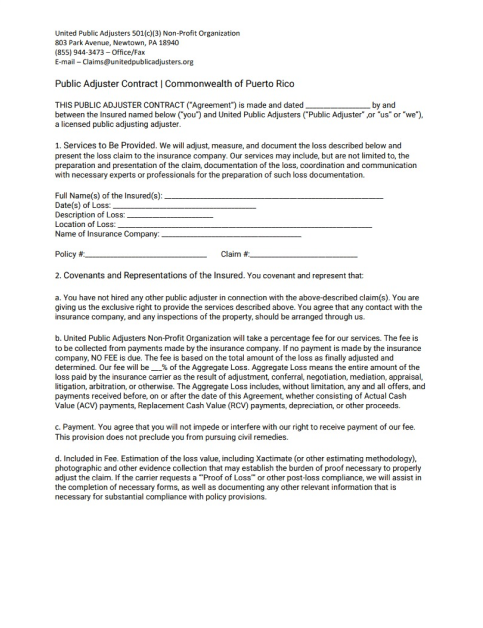 United Public Adjusters 501(c)(3) Non-Profit Organization
803 Park Avenue, Newtown, PA 18940
(855) 944-3473 – Office/Fax
E-mail – Claims@unitedpublicadjusters.org
Public Adjuster Contract | Commonwealth of Puerto Rico
THIS PUBLIC ADJUSTER CONTRACT ("Agreement") is made and dated _________________ by and
between the Insured named below ("you") and United Public Adjusters ("Public Adjuster" ,or "us" or "we"),
a licensed public adjusting adjuster.
1. Services to Be Provided. We will adjust, measure, and document the loss described below and
present the loss claim to the insurance company. Our services may include, but are not limited to, the
preparation and presentation of the claim, documentation of the loss, coordination and communication
with necessary experts or professionals for the preparation of such loss documentation.
Full Name(s) of the Insured(s): _________________________________________________________
Date(s) of Loss: _____________________________________
Description of Loss: ______________________
Location of Loss: __________________________________________________________________
Name of Insurance Company: ____________________________________
Policy #:________________________________ Claim #:____________________________
2. Covenants and Representations of the Insured. You covenant and represent that:
a. You have not hired any other public adjuster in connection with the above-described claim(s). You are
giving us the exclusive right to provide the services described above. You agree that any contact with the
insurance company, and any inspections of the property, should be arranged through us.
b. United Public Adjusters Non-Profit Organization will take a percentage fee for our services. The fee is
to be collected from payments made by the insurance company. If no payment is made by the insurance
company, NO FEE is due. The fee is based on the total amount of the loss as finally adjusted and
determined. Our fee will be ___% of the Aggregate Loss. Aggregate Loss means the entire amount of the
loss paid by the insurance carrier as the result of adjustment, conferral, negotiation, mediation, appraisal,
litigation, arbitration, or otherwise. The Aggregate Loss includes, without limitation, any and all offers, and
payments received before, on or after the date of this Agreement, whether consisting of Actual Cash
Value (ACV) payments, Replacement Cash Value (RCV) payments, depreciation, or other proceeds.
c. Payment. You agree that you will not impede or interfere with our right to receive payment of our fee.
This provision does not preclude you from pursuing civil remedies.
d. Included in Fee. Estimation of the loss value, including Xactimate (or other estimating methodology),
photographic and other evidence collection that may establish the burden of proof necessary to properly
adjust the claim. If the carrier requests a ""Proof of Loss"" or other post-loss compliance, we will assist in
the completion of necessary forms, as well as documenting any other relevant information that is
necessary for substantial compliance with policy provisions.